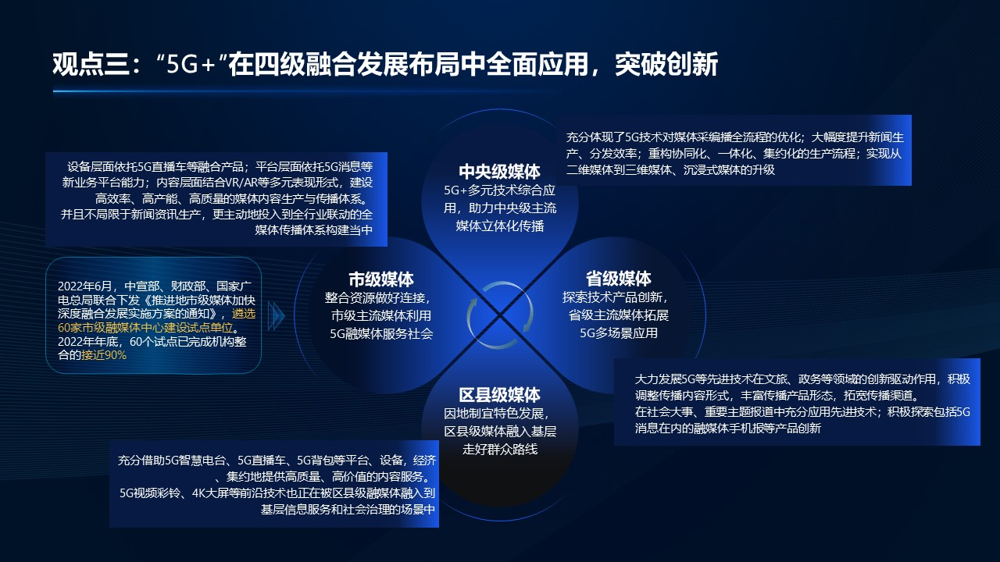 观点三：“5G+”在四级融合发展布局中全面应用，突破创新
充分体现了5G技术对媒体采编播全流程的优化；大幅度提升新闻生
产、分发效率；重构协同化、一体化、集约化的生产流程；实现从
二维媒体到三维媒体、沉浸式媒体的升级
设备层面依托5G直播车等融合产品；平台层面依托5G消息等
新业务平台能力；内容层面结合VR/AR等多元表现形式，建设
高效率、高产能、高质量的媒体内容生产与传播体系。
并且不局限于新闻资讯生产，更主动地投入到全行业联动的全
媒体传播体系构建当中
中央级媒体
5G+多元技术综合应
用，助力中央级主流
媒体立体化传播
2022年6月，中宣部、财政部、国家广
电总局联合下发《推进地市级媒体加快
深度融合发展实施方案的通知》，遴选
60家市级融媒体中心建设试点单位。
2022年年底，60个试点已完成机构整
合的接近90%
市级媒体
整合资源做好连接，
市级主流媒体利用
5G融媒体服务社会
省级媒体
探索技术产品创新，
省级主流媒体拓展
5G多场景应用
大力发展5G等先进技术在文旅、政务等领域的创新驱动作用，积极
调整传播内容形式，丰富传播产品形态，拓宽传播渠道。
在社会大事、重要主题报道中充分应用先进技术；积极探索包括5G
消息在内的融媒体手机报等产品创新
区县级媒体
因地制宜特色发展，
区县级媒体融入基层
走好群众路线
充分借助5G智慧电台、5G直播车、5G背包等平台、设备，经济
、集约地提供高质量、高价值的内容服务。
5G视频彩铃、4K大屏等前沿技术也正在被区县级融媒体融入到
基层信息服务和社会治理的场景中